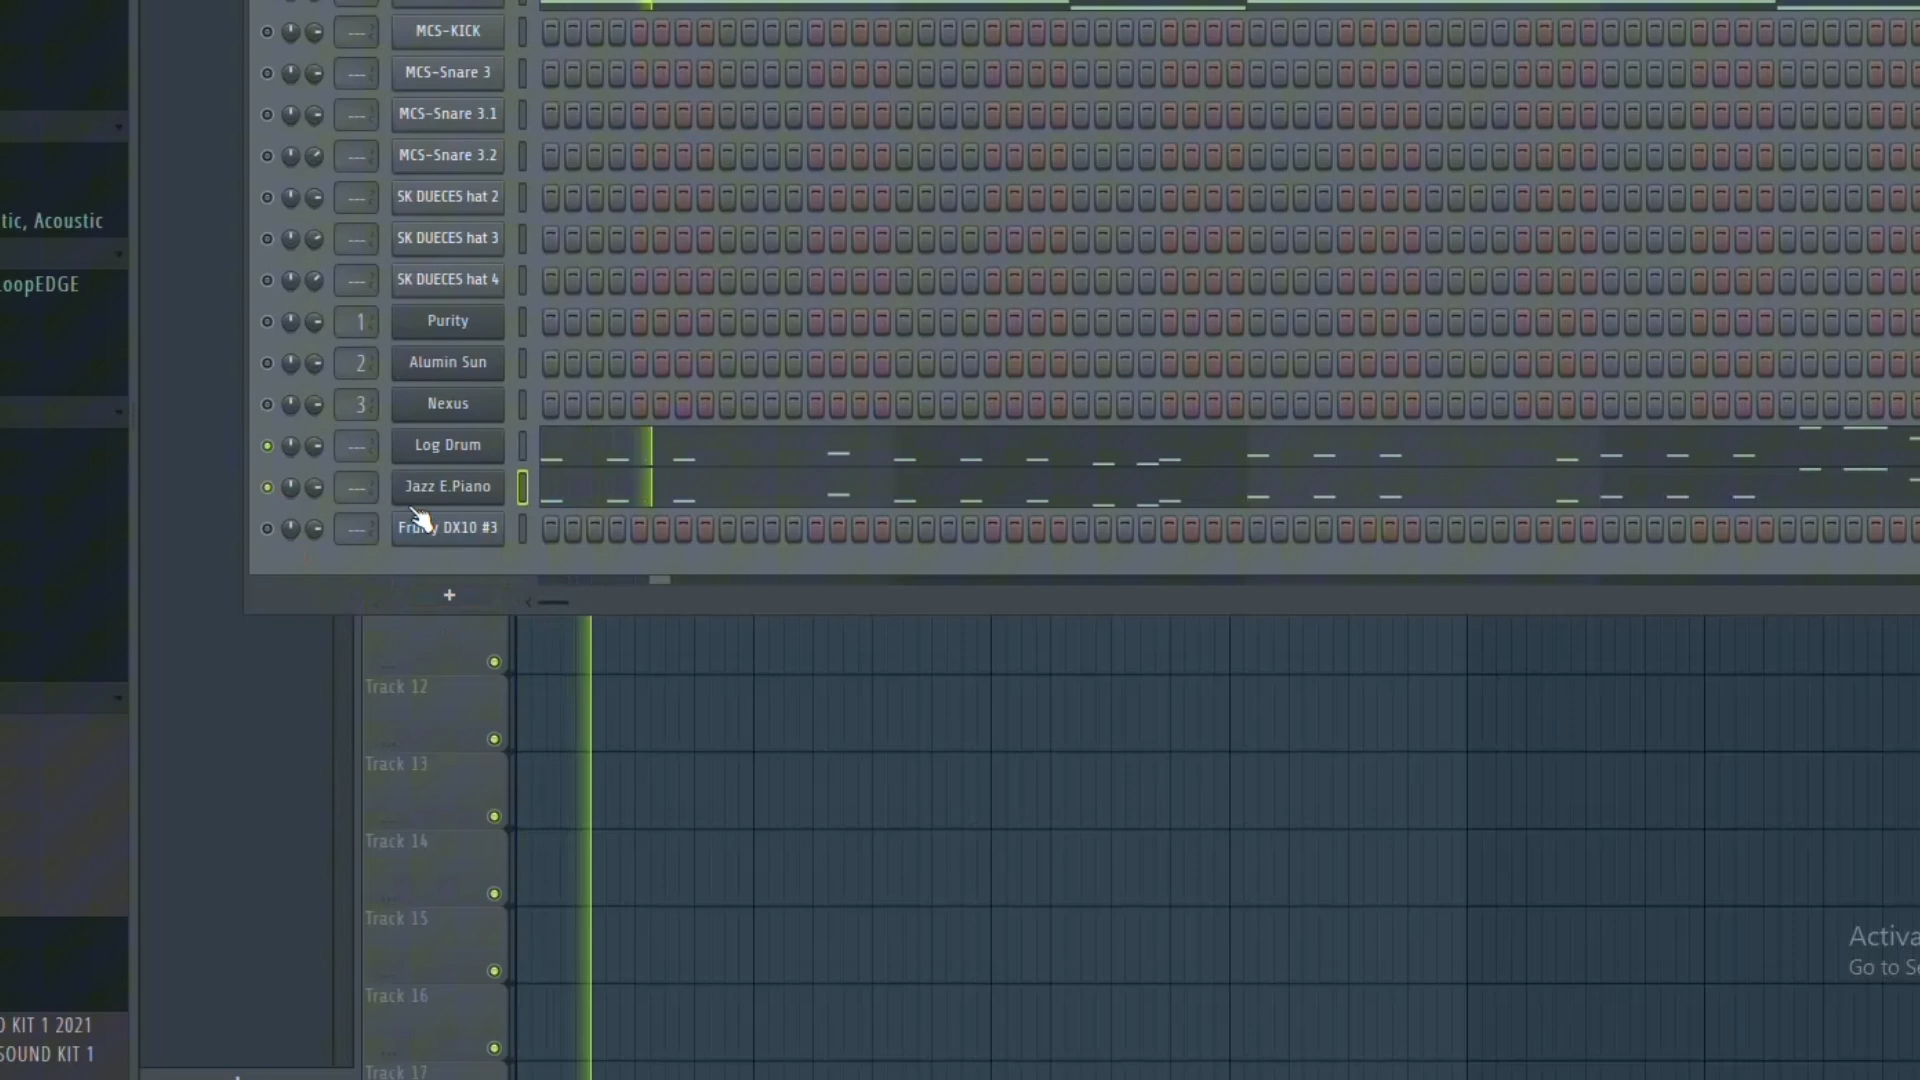 MCS-KICK
MCS-Snare 3
MCS-Snare 3.1
MCS-Snare 3.2
SK DUECES hat 2
tic, Acoustic
SK DUECES hat 3
SK DUECES hat 4
LoopEDGE
1 Purity
2 Alumin Sun
3 Nexus
Log Drum
Jazz E.Piano
DX10 #3
+
Track 12
Track 13
Track 14
Track 15
Activa
Go to Se
Track 16
KIT 1 2021
SOUND KIT 1
Track 17